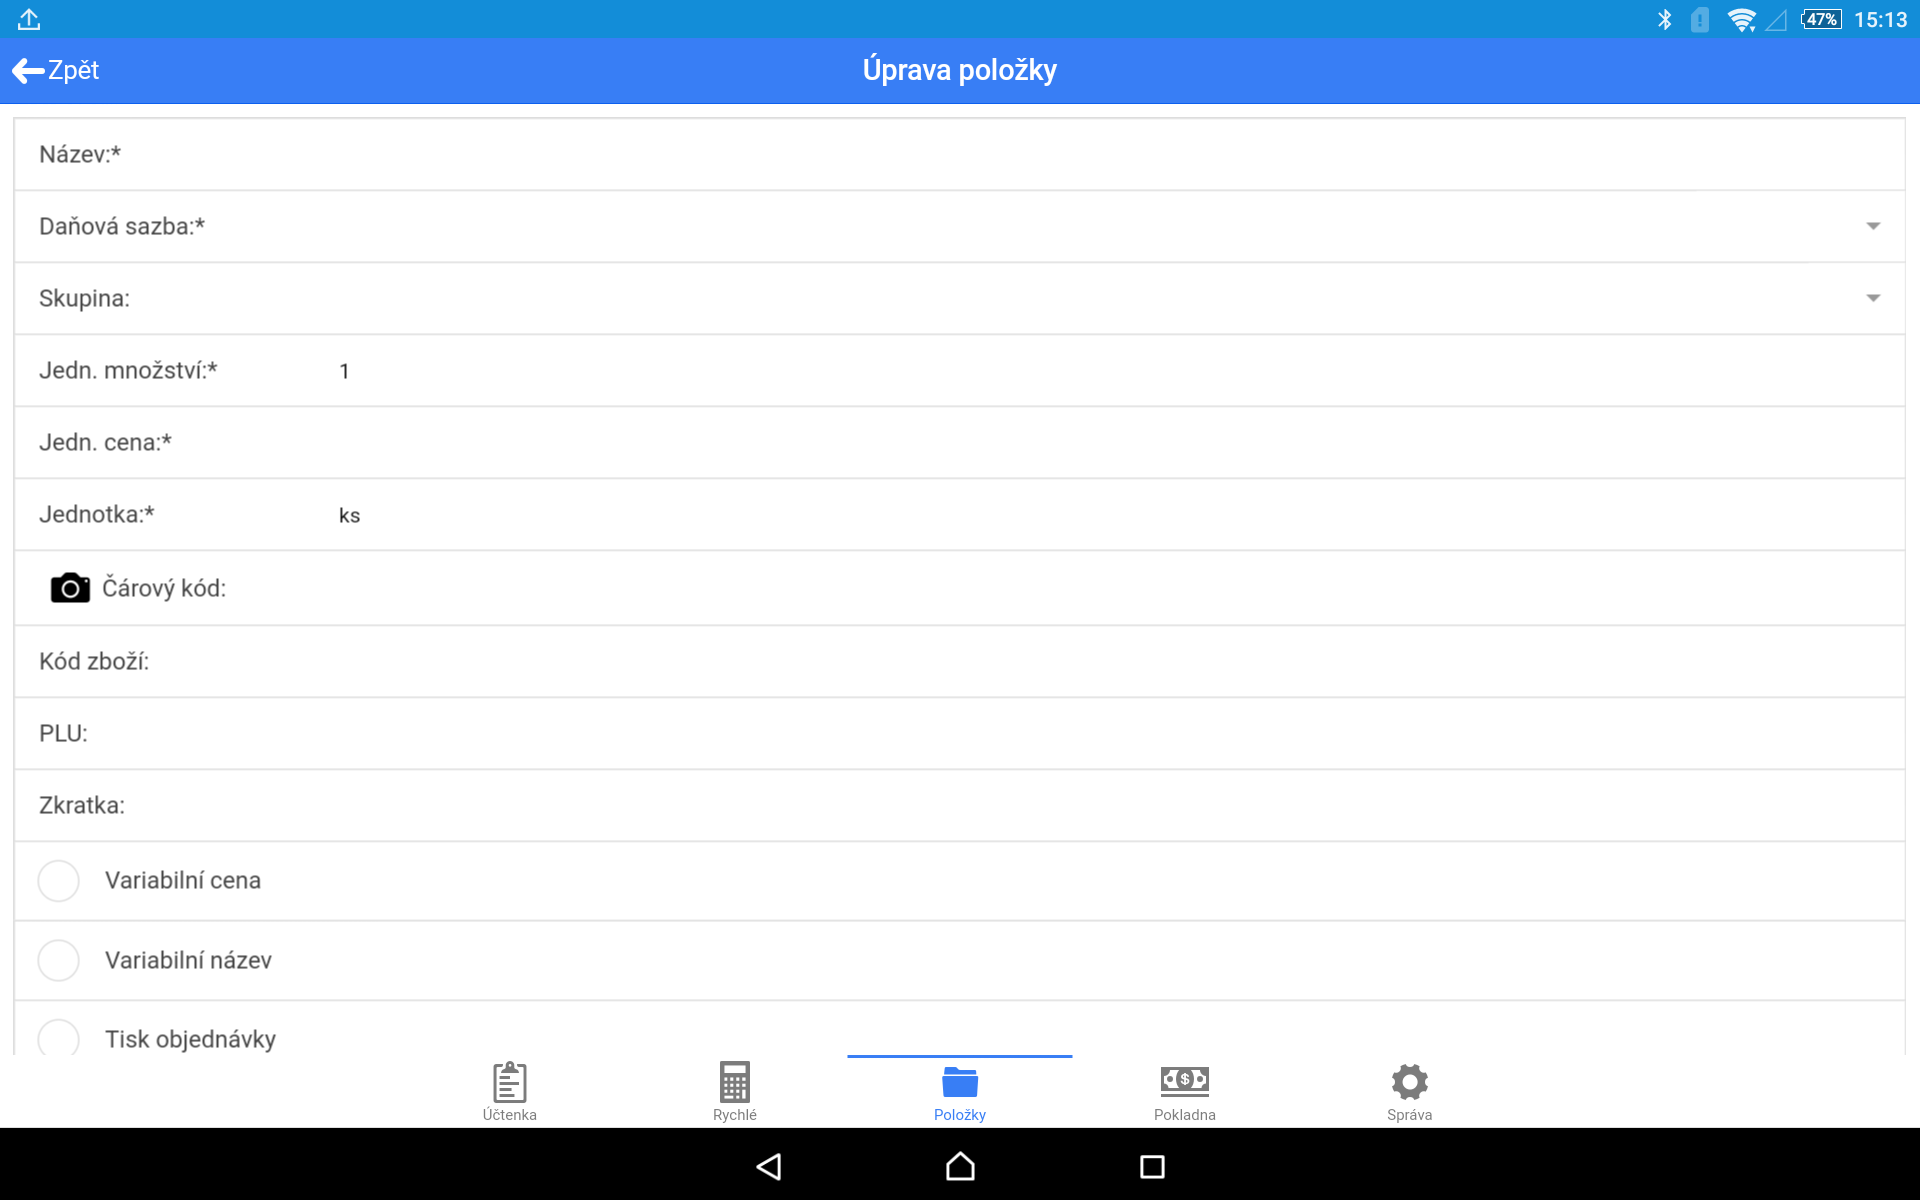 47% 15:13
Zpět Úprava položky
Název:*
Daňová sazba:*
Skupina:
Jedn. množství:* 1
Jedn. cena:*
Jednotka:* ks
Čárový kód:
Kód zboží:
PLU:
Zkratka:
Variabilní cena
Variabilní název
Tisk objednávky
Účtenka Rychlé Položky Pokladna Správa